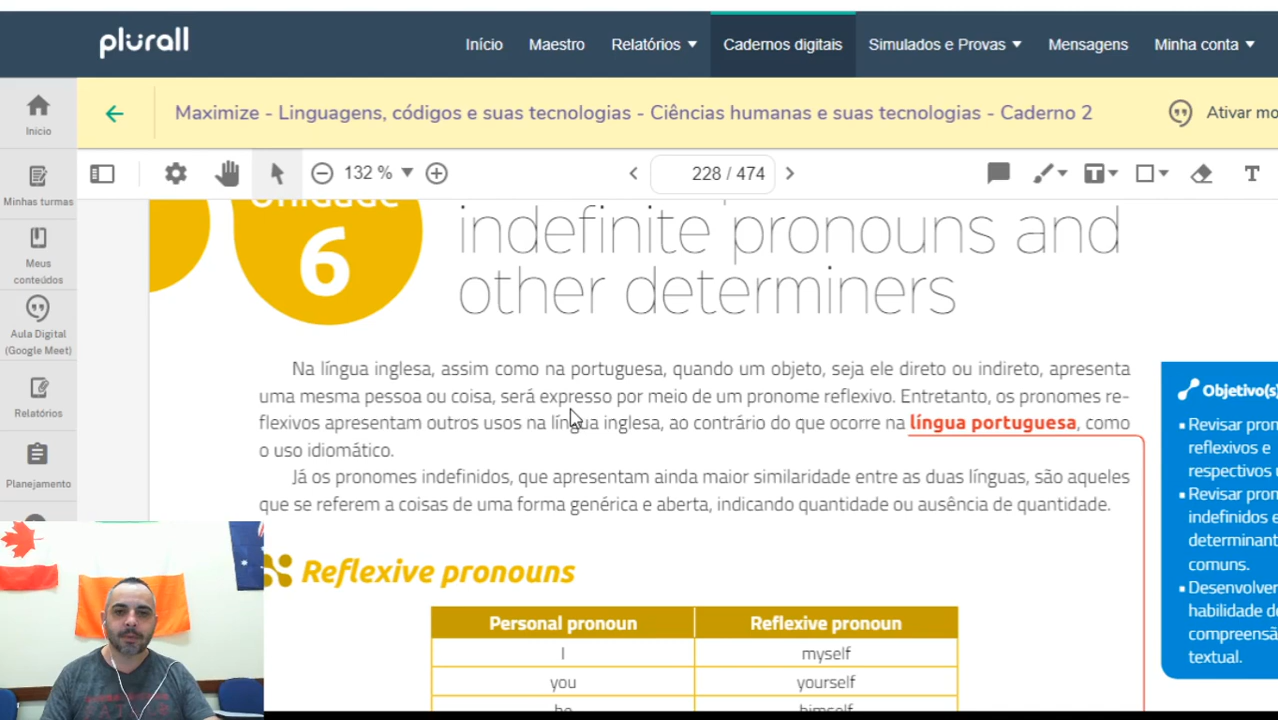 plurall
Início
Maestro
Relatórios
Cadernos digitais
Simulados e Provas
Mensagens
Minha conta
Inicio
Minhas turmas
Meus
conteúdos
Aula Digital
(Google Meet)
Relatórios
Planejamento
Maximize - Linguagens, códigos e suas tecnologias - Ciências humanas e suas tecnologias - Caderno 2
Ativar mo
132 %
228 / 474
T
Unidade
6
indefinite pronouns and
other determiners
Na língua inglesa, assim como na portuguesa, quando um objeto, seja ele direto ou indireto, apresenta
uma mesma pessoa ou coisa, será expresso por meio de um pronome reflexivo. Entretanto, os pronomes re-
flexivos apresentam outros usos na língua inglesa, ao contrário do que ocorre na língua portuguesa, como
o uso idiomático.
Já os pronomes indefinidos, que apresentam ainda maior similaridade entre as duas línguas, são aqueles
que se referem a coisas de uma forma genérica e aberta, indicando quantidade ou ausência de quantidade.
Reflexive pronouns
Personal pronoun Reflexive pronoun
I myself
you yourself
he himself
Objetivo(s)
Revisar pron
reflexivos e
respectivos u
Revisar pron
indefinidos e
determinant
comuns.
Desenvolver
habilidade de
compreensã
textual.